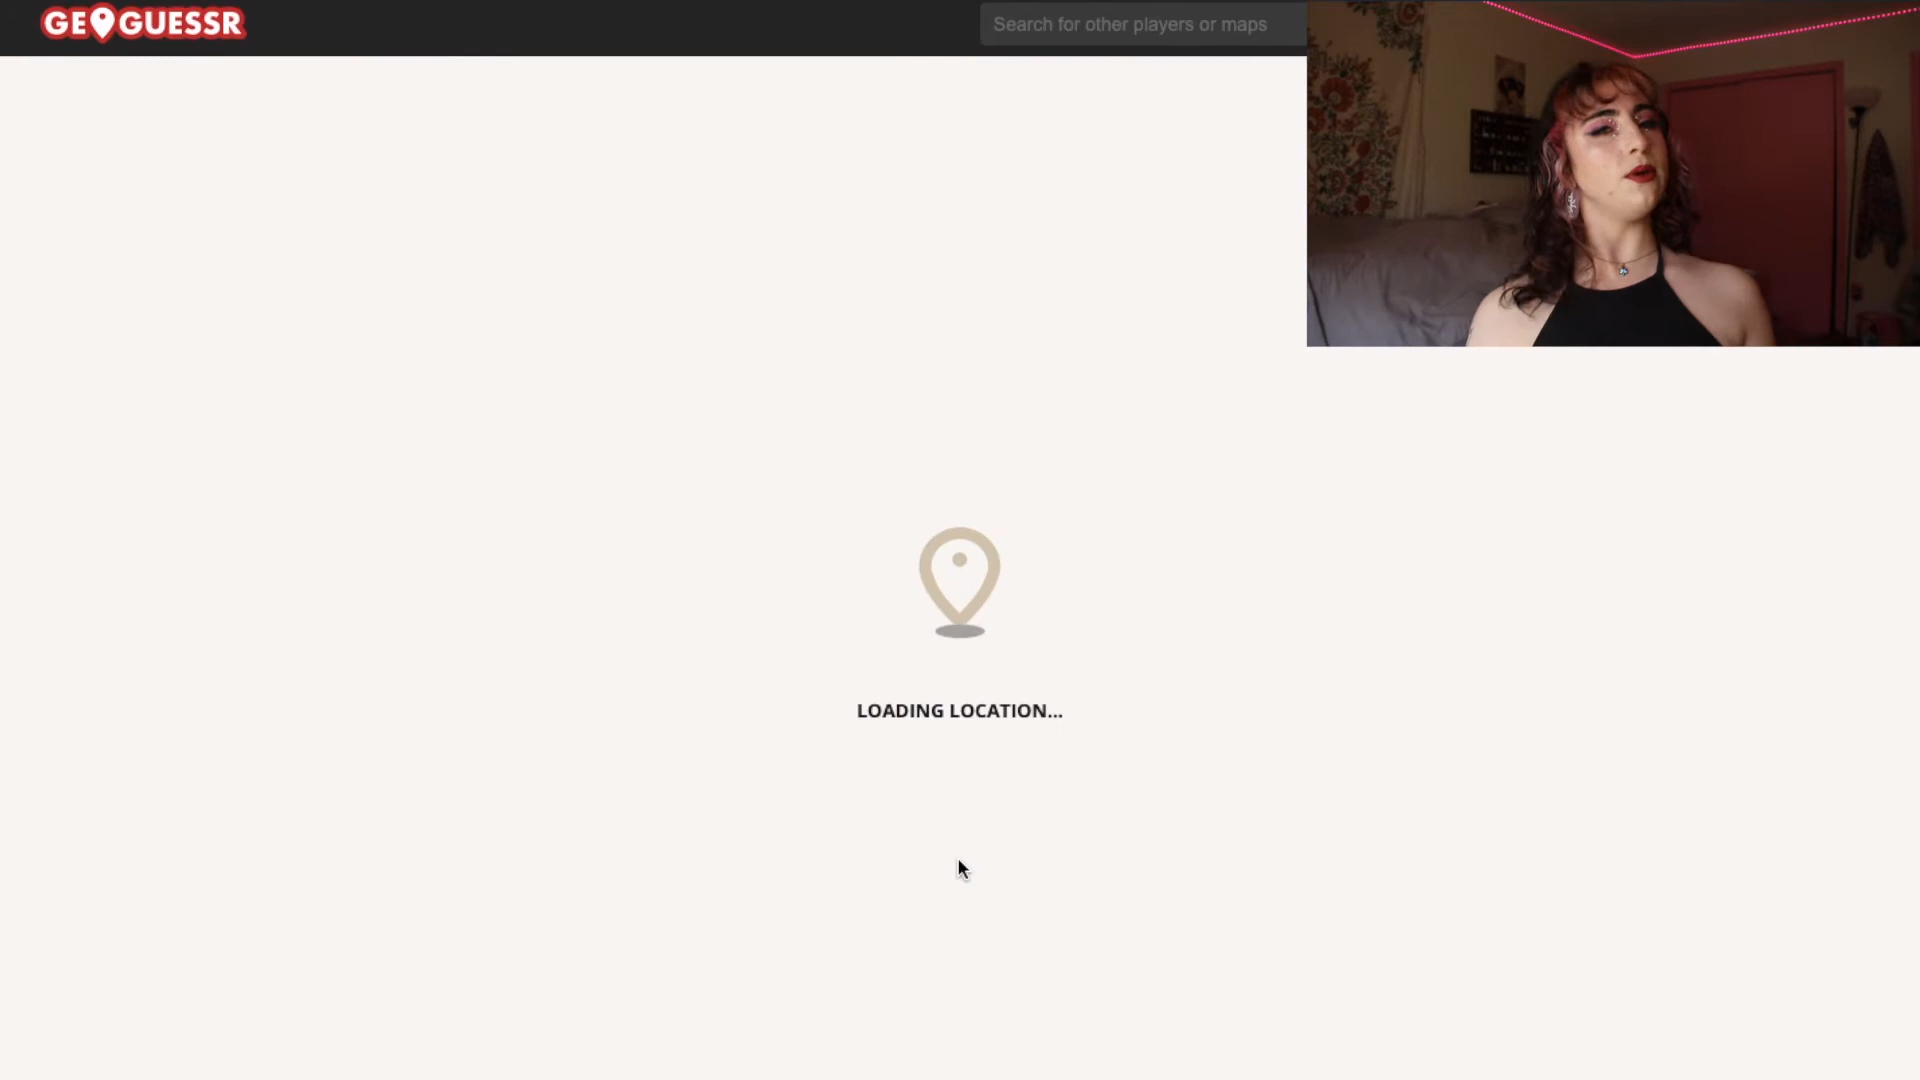 GEOGUESSR
Search for other players or maps
LOADING LOCATION...